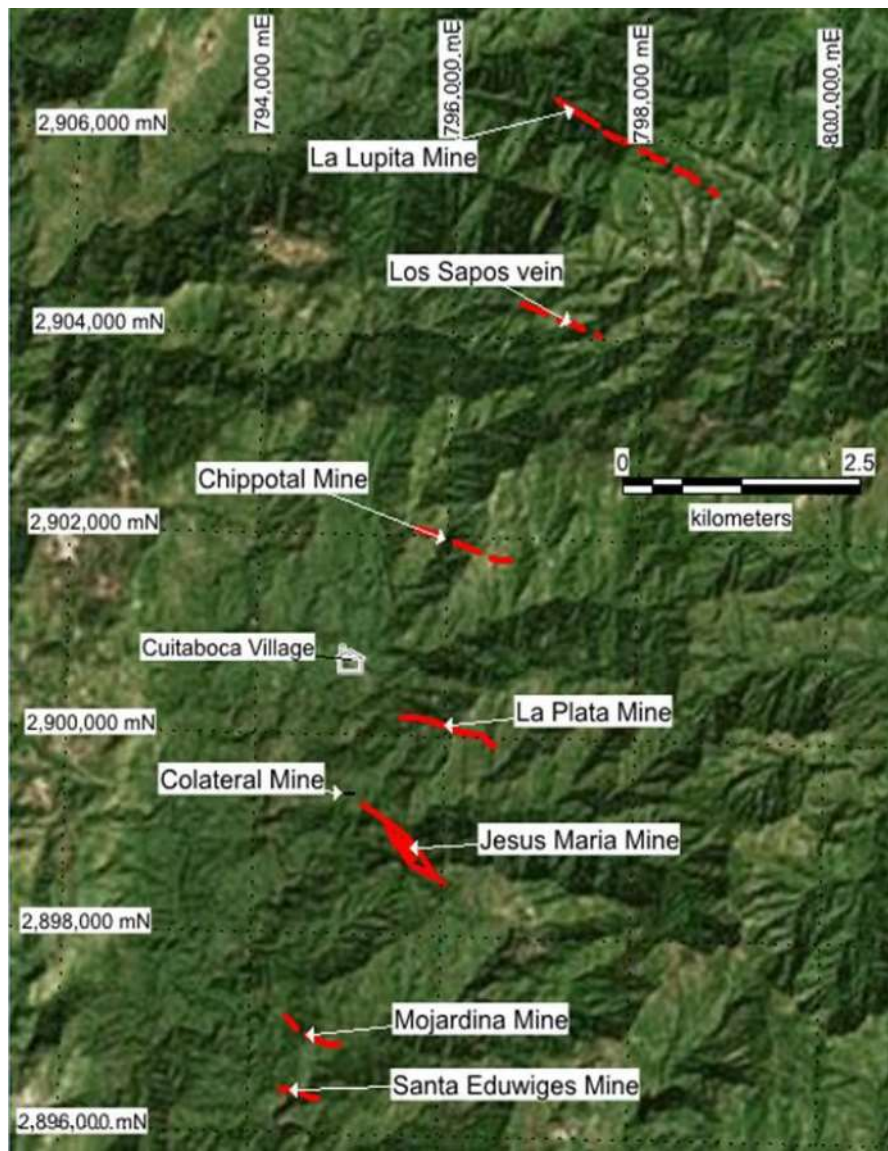 794,000 mE
796,000 mE
798,000 mE
800,000 mE
2,906,000 mN
La Lupita Mine
Los Sapos vein
2,904,000 mN
0
2.5
kilometers
Chippotal Mine
2,902,000 mN
Cuitaboca Village
La Plata Mine
2,900,000 mN
Colateral Mine
Jesus Maria Mine
2,898,000 mN
Mojardina Mine
Santa Eduwiges Mine
2,896,000 mN